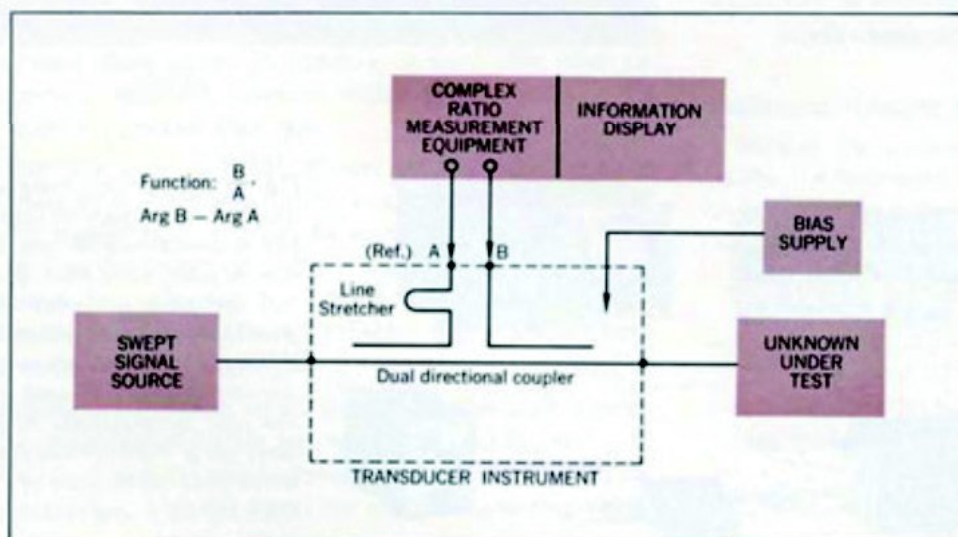 COMPLEX
RATIO
MEASUREMENT
EQUIPMENT
INFORMATION
DISPLAY
Function: B/A,
Arg B — Arg A
BIAS
SUPPLY
(Ref.) A B
Line
Stretcher
SWEPT
SIGNAL
SOURCE
Dual directional coupler
UNKNOWN
UNDER
TEST
TRANSDUCER INSTRUMENT